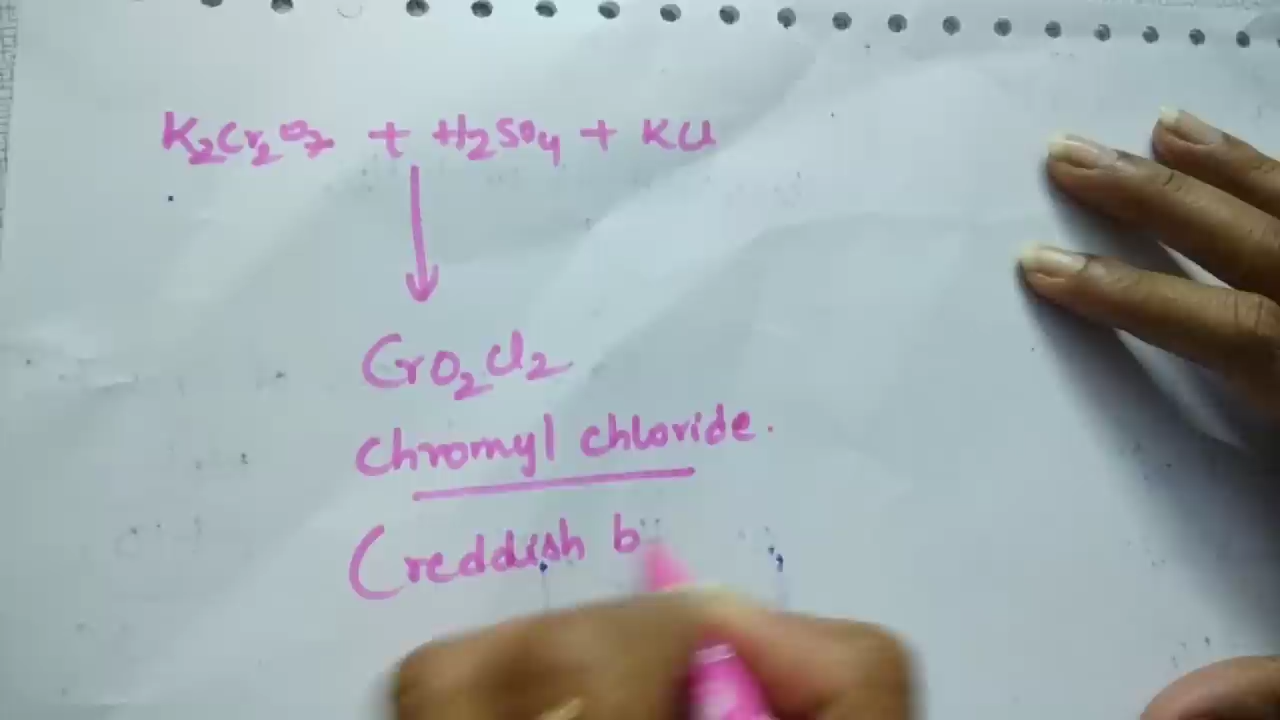 K₂Cr₂O₇ + H₂SO₄ + KCl
CrO₂Cl₂
Chromyl chloride.
(reddish b